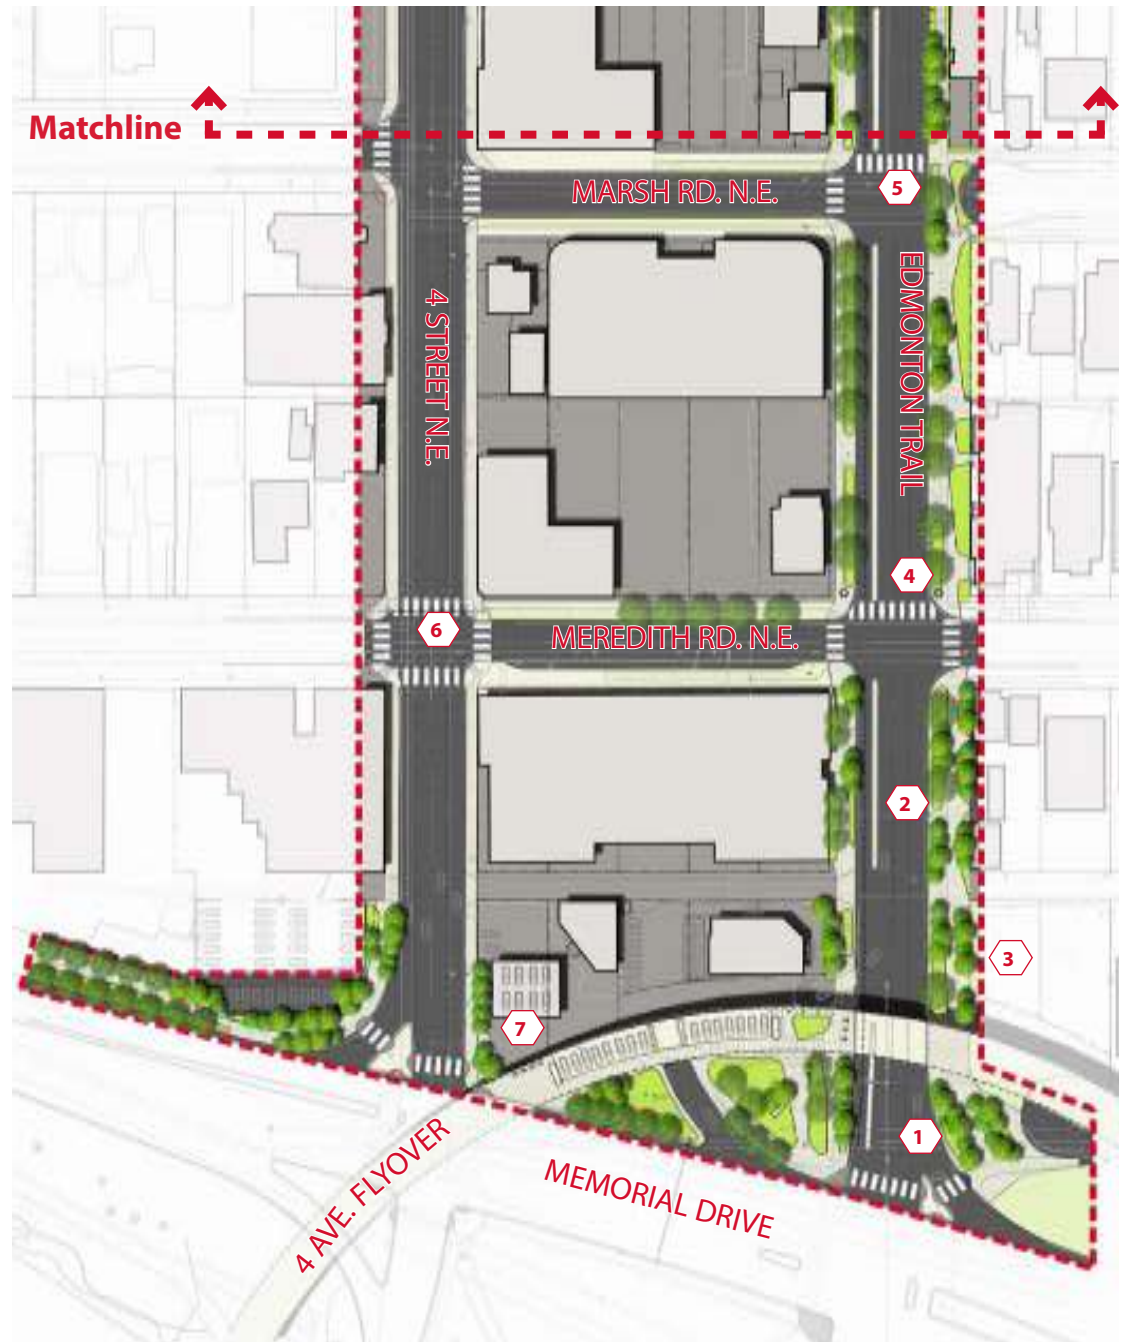 Matchline
MARSH RD. N.E.
5
4 STREET N.E.
EDMONTON TRAIL
4
6
MEREDITH RD. N.E.
2
3
7
1
4 AVE. FLYOVER
MEMORIAL DRIVE